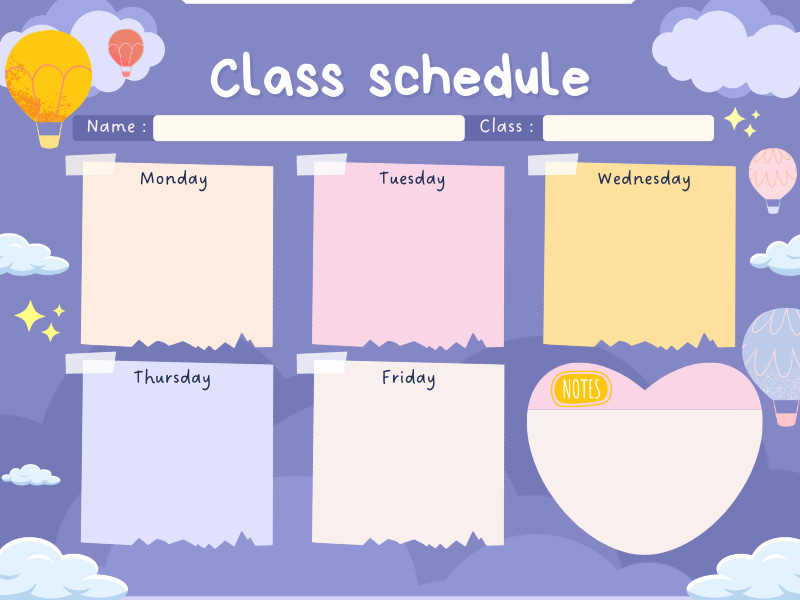 Class schedule
Name :
Class :
Monday
Tuesday
Wednesday
Thursday
Friday
NOTES